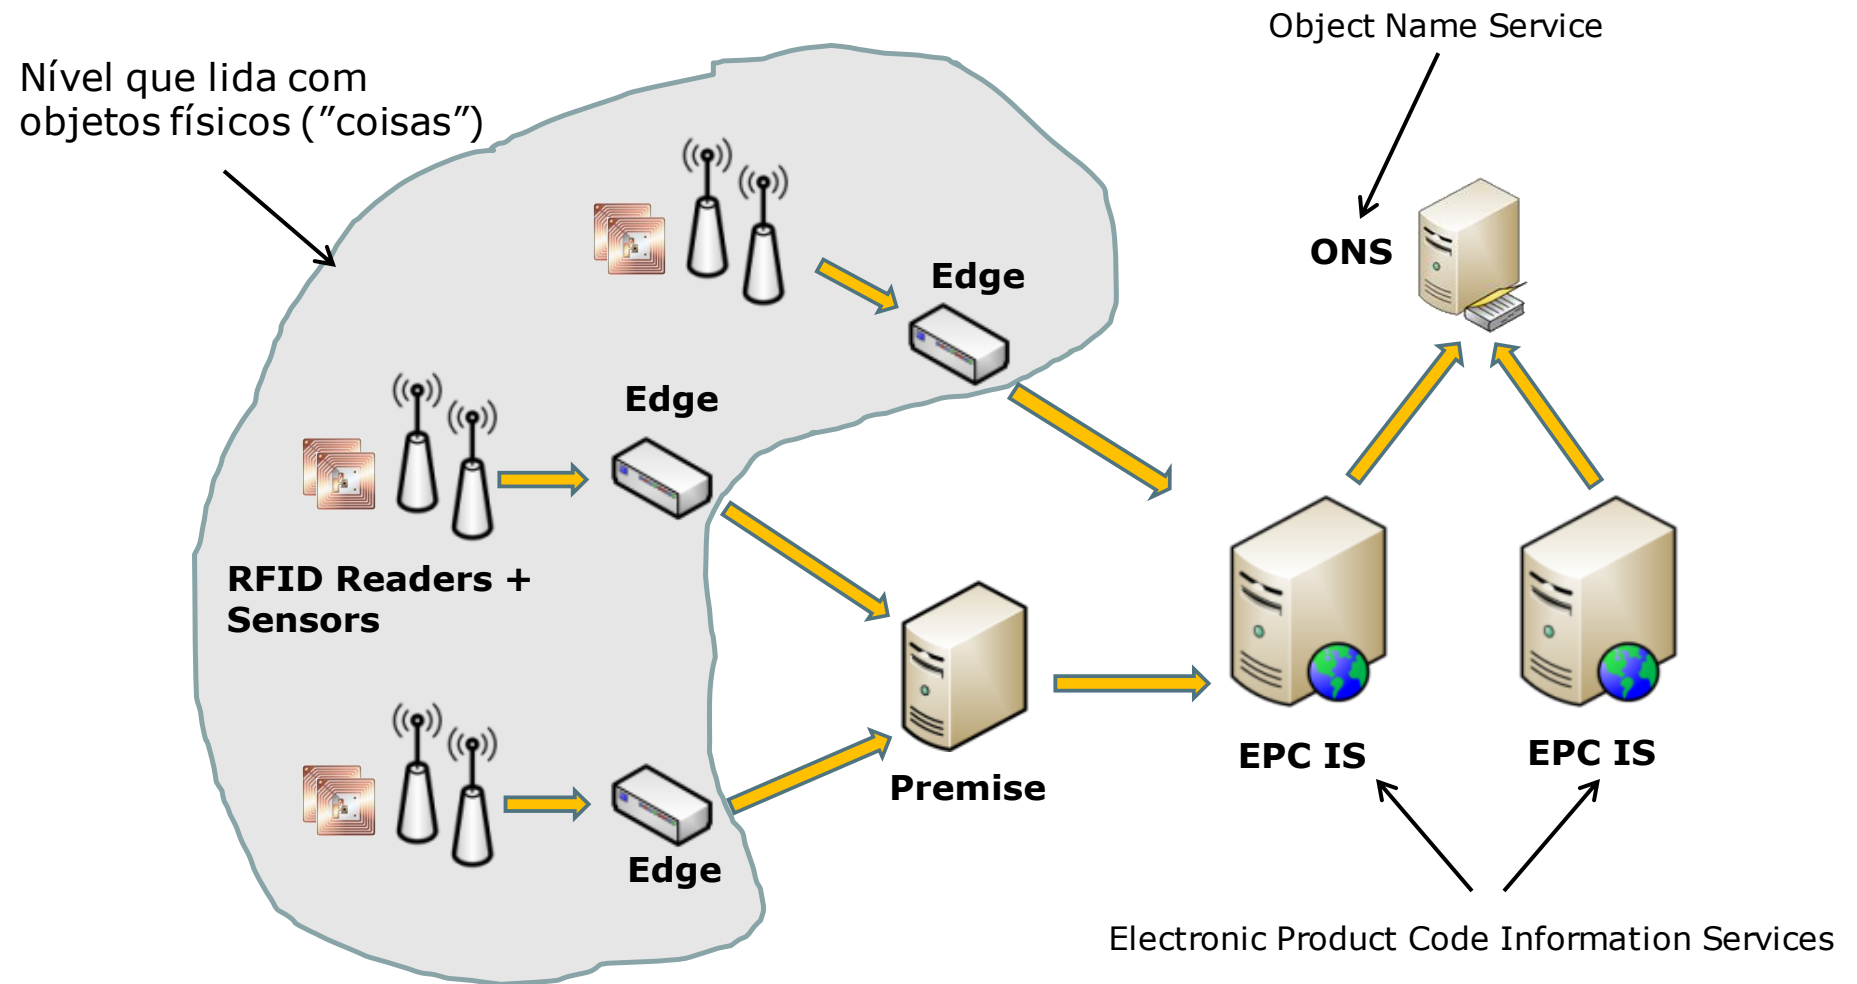 Object Name Service
Nível que lida com
objetos físicos (”coisas”)
ONS
Edge
Edge
RFID Readers +
Sensors
EPC IS
EPC IS
Premise
Edge
Electronic Product Code Information Services